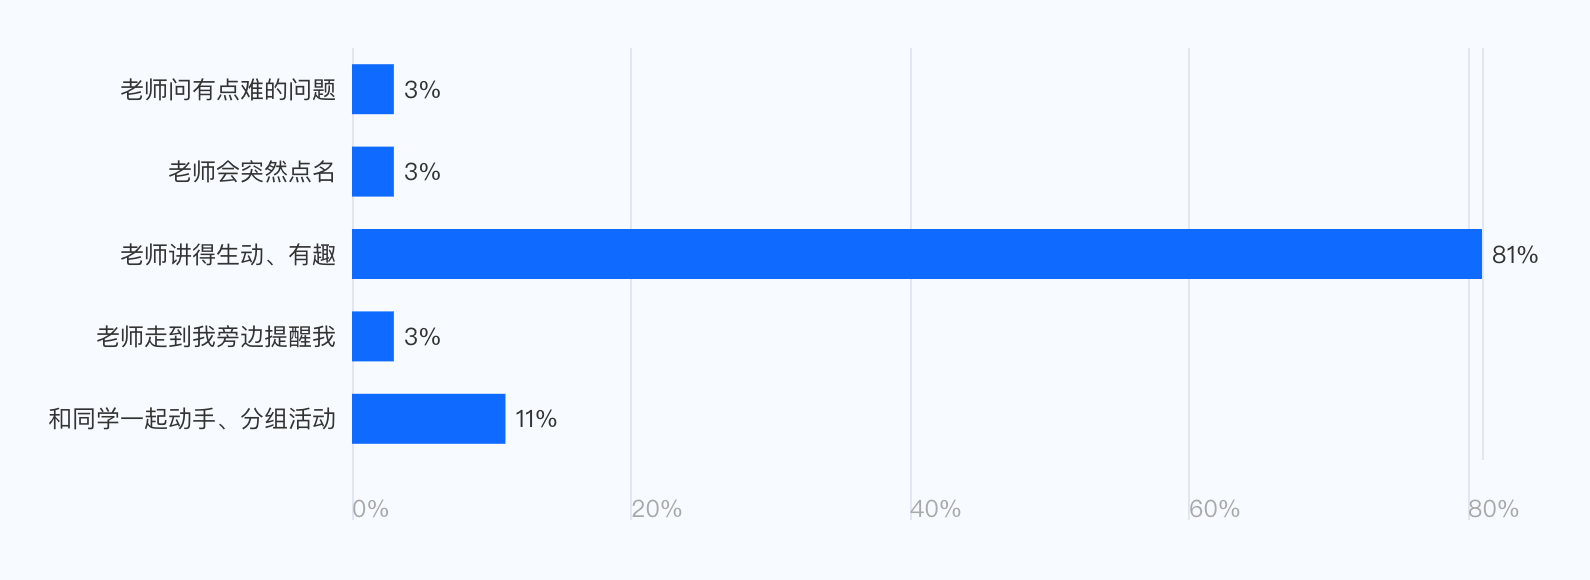 老师问有点难的问题 3%
老师会突然点名 3%
老师讲得生动、有趣 81%
老师走到我旁边提醒我 3%
和同学一起动手、分组活动 11%
0% 20% 40% 60% 80%